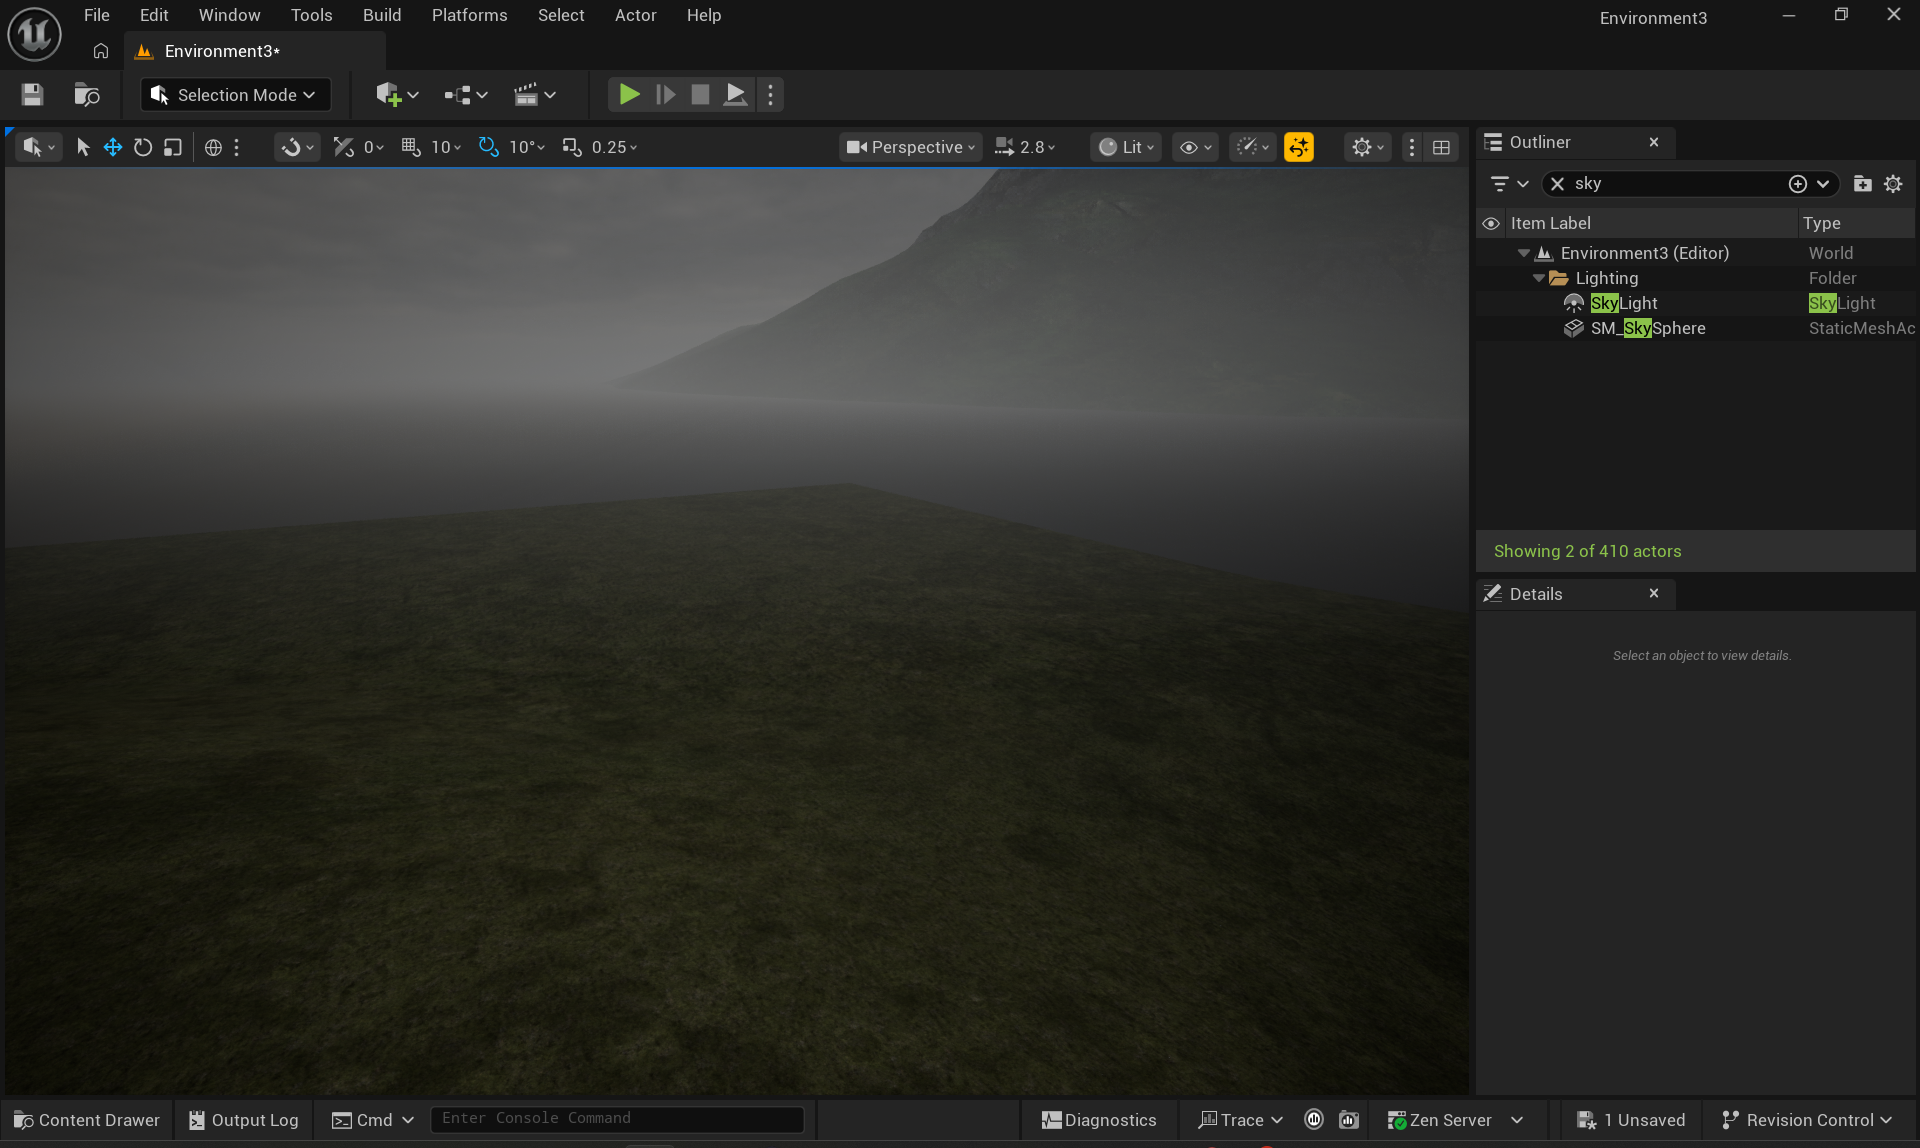 File Edit Window Tools Build Platforms Select Actor Help
Environment3
Environment3*
Selection Mode
0 10 10° 0.25 Perspective 2.8 Lit
Outliner
sky
Item Label Type
Environment3 (Editor) World
Lighting Folder
SkyLight SkyLight
SM_SkySphere StaticMeshAc
Showing 2 of 410 actors
Details
Select an object to view details.
Content Drawer Output Log Cmd Enter Console Command Diagnostics Trace Zen Server 1 Unsaved Revision Control